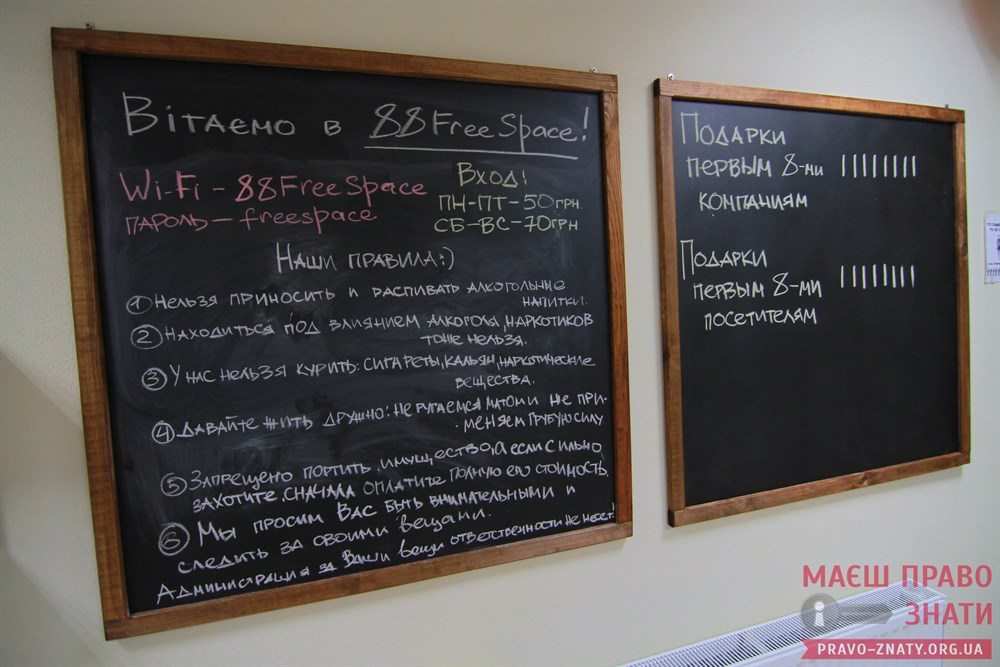 Вітаємо в 88FreeSpace!
Wi-Fi - 88FreeSpace
ПАРОЛЬ - freespace
Вход:
ПН-ПТ-50грн.
СБ-ВС-70грн
Наши правила:)
① Нельзя приносить и распивать алкогольные
напитки.
② Находиться под влиянием алкоголя, наркотиков
тоже нельзя.
③ У нас нельзя курить: сигареты, кальян, наркотические
вещества.
④ Давайте жить дружно: не ругаемся матом и не при-
меняем грубую силу
⑤ Запрещено портить имущество, а если сильно
захотите, сначала оплатите полную его стоимость
⑥ Мы просим Вас быть внимательными и
следить за своими вещами.
Администрация за Ваши вещи ответственности не несет!
Подарки
первым 8-ми ||||||||
компаниям
Подарки
первым 8-ми ||||||||
посетителям
МАЄШ ПРАВО
ЗНАТИ
PRAVO-ZNATY.ORG.UA